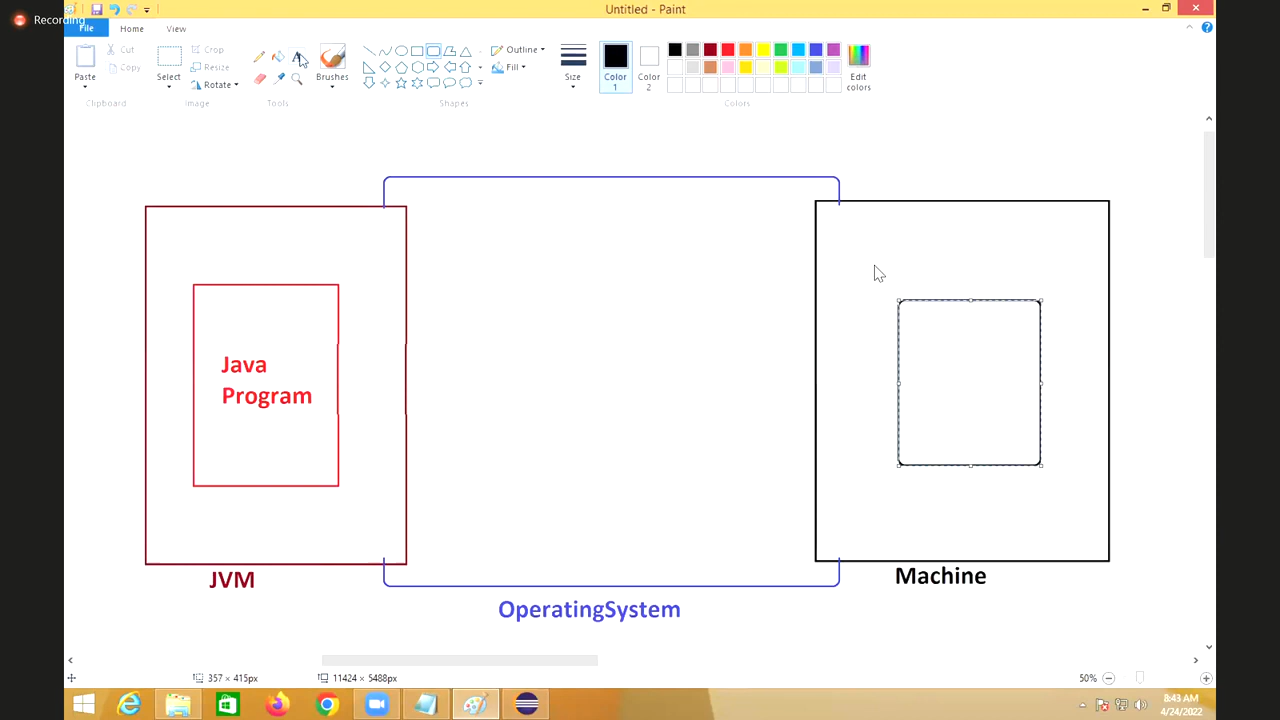 Recording
Untitled - Paint
File
Home
View
Paste
Cut
Copy
Clipboard
Select
Crop
Resize
Rotate
Image
Tools
Brushes
Shapes
Outline
Fill
Size
Color
1
Color
2
Edit
colors
Colors
Java
Program
JVM
OperatingSystem
Machine
357 × 415px
11424 × 5488px
50%
8:43 AM
4/24/2022